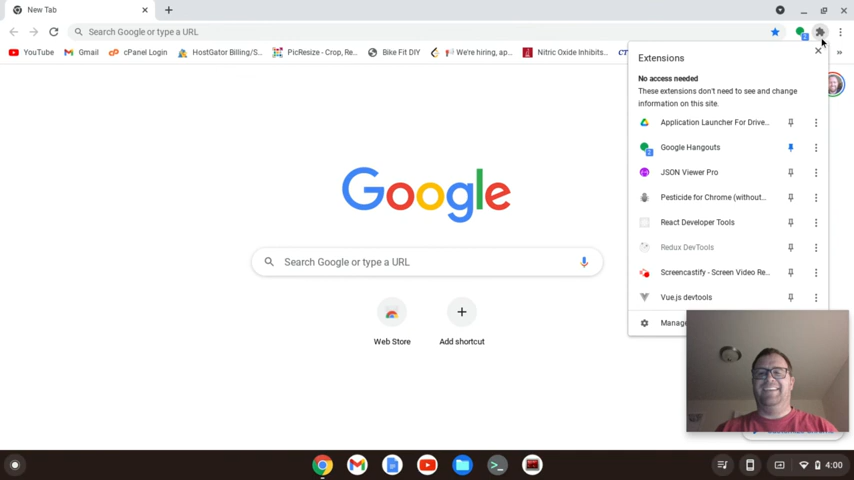 New Tab
Search Google or type a URL
YouTube
Gmail
cPanel Login
HostGator Billing/S...
PicResize - Crop, Re...
Bike Fit DIY
We're hiring, ap...
Nitric Oxide Inhibits...
»
Extensions
No access needed
These extensions don't need to see and change
information on this site.
Application Launcher For Drive...
2
Google Hangouts
JSON Viewer Pro
Pesticide for Chrome (without...
React Developer Tools
Redux DevTools
Screencastify - Screen Video Re...
Vue.js devtools
Google
Search Google or type a URL
Web Store
Add shortcut
4:00